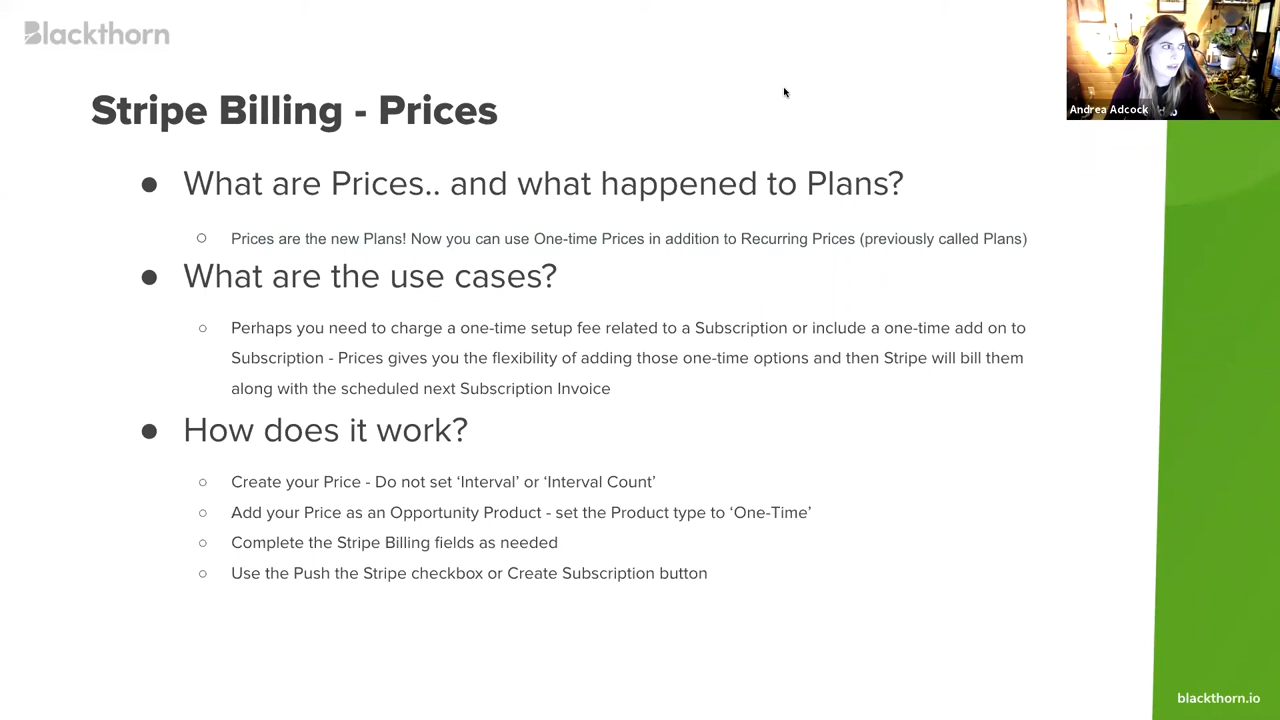 Blackthorn
Andrea Adcock
Stripe Billing - Prices
● What are Prices.. and what happened to Plans?
○ Prices are the new Plans! Now you can use One-time Prices in addition to Recurring Prices (previously called Plans)
● What are the use cases?
○ Perhaps you need to charge a one-time setup fee related to a Subscription or include a one-time add on to
Subscription - Prices gives you the flexibility of adding those one-time options and then Stripe will bill them
along with the scheduled next Subscription Invoice
● How does it work?
○ Create your Price - Do not set ‘Interval’ or ‘Interval Count’
○ Add your Price as an Opportunity Product - set the Product type to ‘One-Time’
○ Complete the Stripe Billing fields as needed
○ Use the Push the Stripe checkbox or Create Subscription button
blackthorn.io